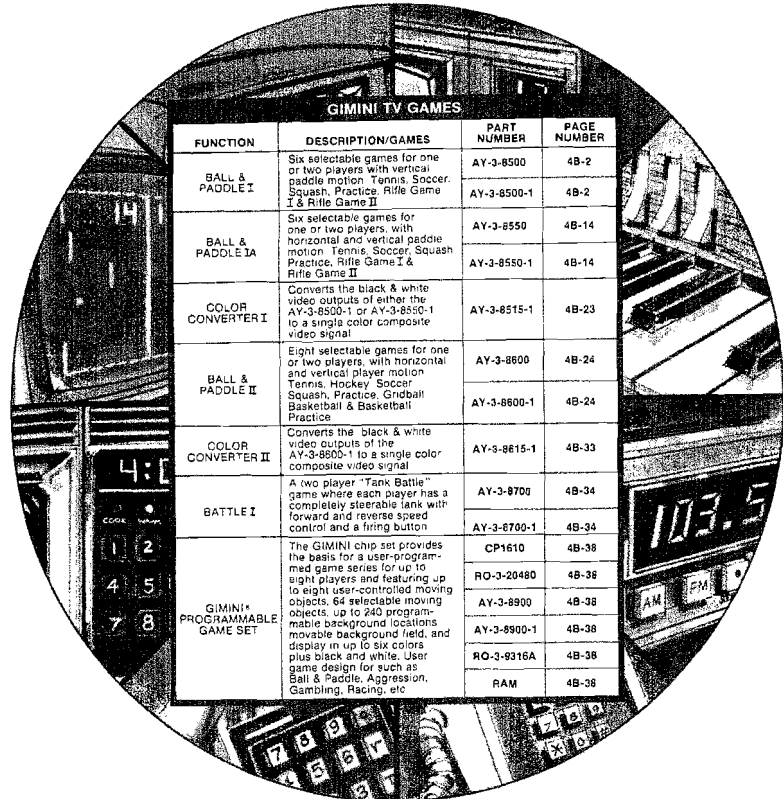 GIMINI TV GAMES
FUNCTION
DESCRIPTION/GAMES
PART
NUMBER
PAGE
NUMBER
BALL &
PADDLE I
Six selectable games for one
or two players with vertical
paddle motion Tennis, Soccer,
Squash, Practice, Rifle Game
I & Rifle Game II
AY-3-8500
4B-2
AY-3-8500-1
4B-2
BALL &
PADDLE IA
Six selectable games for
one or two players, with
horizontal and vertical paddle
motion Tennis, Soccer, Squash
Practice, Rifle Game I &
Rifle Game II
AY-3-8550
4B-14
AY-3-8550-1
4B-14
COLOR
CONVERTER I
Converts the black & white
video outputs of either the
AY-3-8500-1 or AY-3-8550-1
to a single color composite
video signal
AY-3-8515-1
4B-23
BALL &
PADDLE II
Eight selectable games for one
or two players, with horizontal
and vertical player motion
Tennis, Hockey Soccer
Squash, Practice, Gridball
Basketball & Basketball
Practice
AY-3-8600
4B-24
AY-3-8600-1
4B-24
COLOR
CONVERTER II
Converts the black & white
video outputs of the
AY-3-8600-1 to a single color
composite video signal
AY-3-8615-1
4B-33
BATTLE I
A two player "Tank Battle"
game where each player has a
completely steerable tank with
forward and reverse speed
control and a firing button
AY-3-8700
4B-34
AY-3-8700-1
4B-34
GIMINI
PROGRAMMABLE
GAME SET
The GIMINI chip set provides
the basis for a user-program-
med game series for up to
eight players and featuring up
to eight user-controlled moving
objects, 64 selectable moving
objects, up to 240 program-
mable background locations
movable background field, and
display in up to six colors
plus black and white. User
game design for such as
Ball & Paddle, Aggression,
Gambling, Racing, etc
CP1610
4B-38
RO-3-20480
4B-38
AY-3-8900
4B-38
AY-3-8900-1
4B-38
RO-3-9316A
4B-38
RAM
4B-38
14
4:0
COOK
1 2
4 5
7 8
103.5
AM FM
7 8 9
4 5 6
3
7 8 9